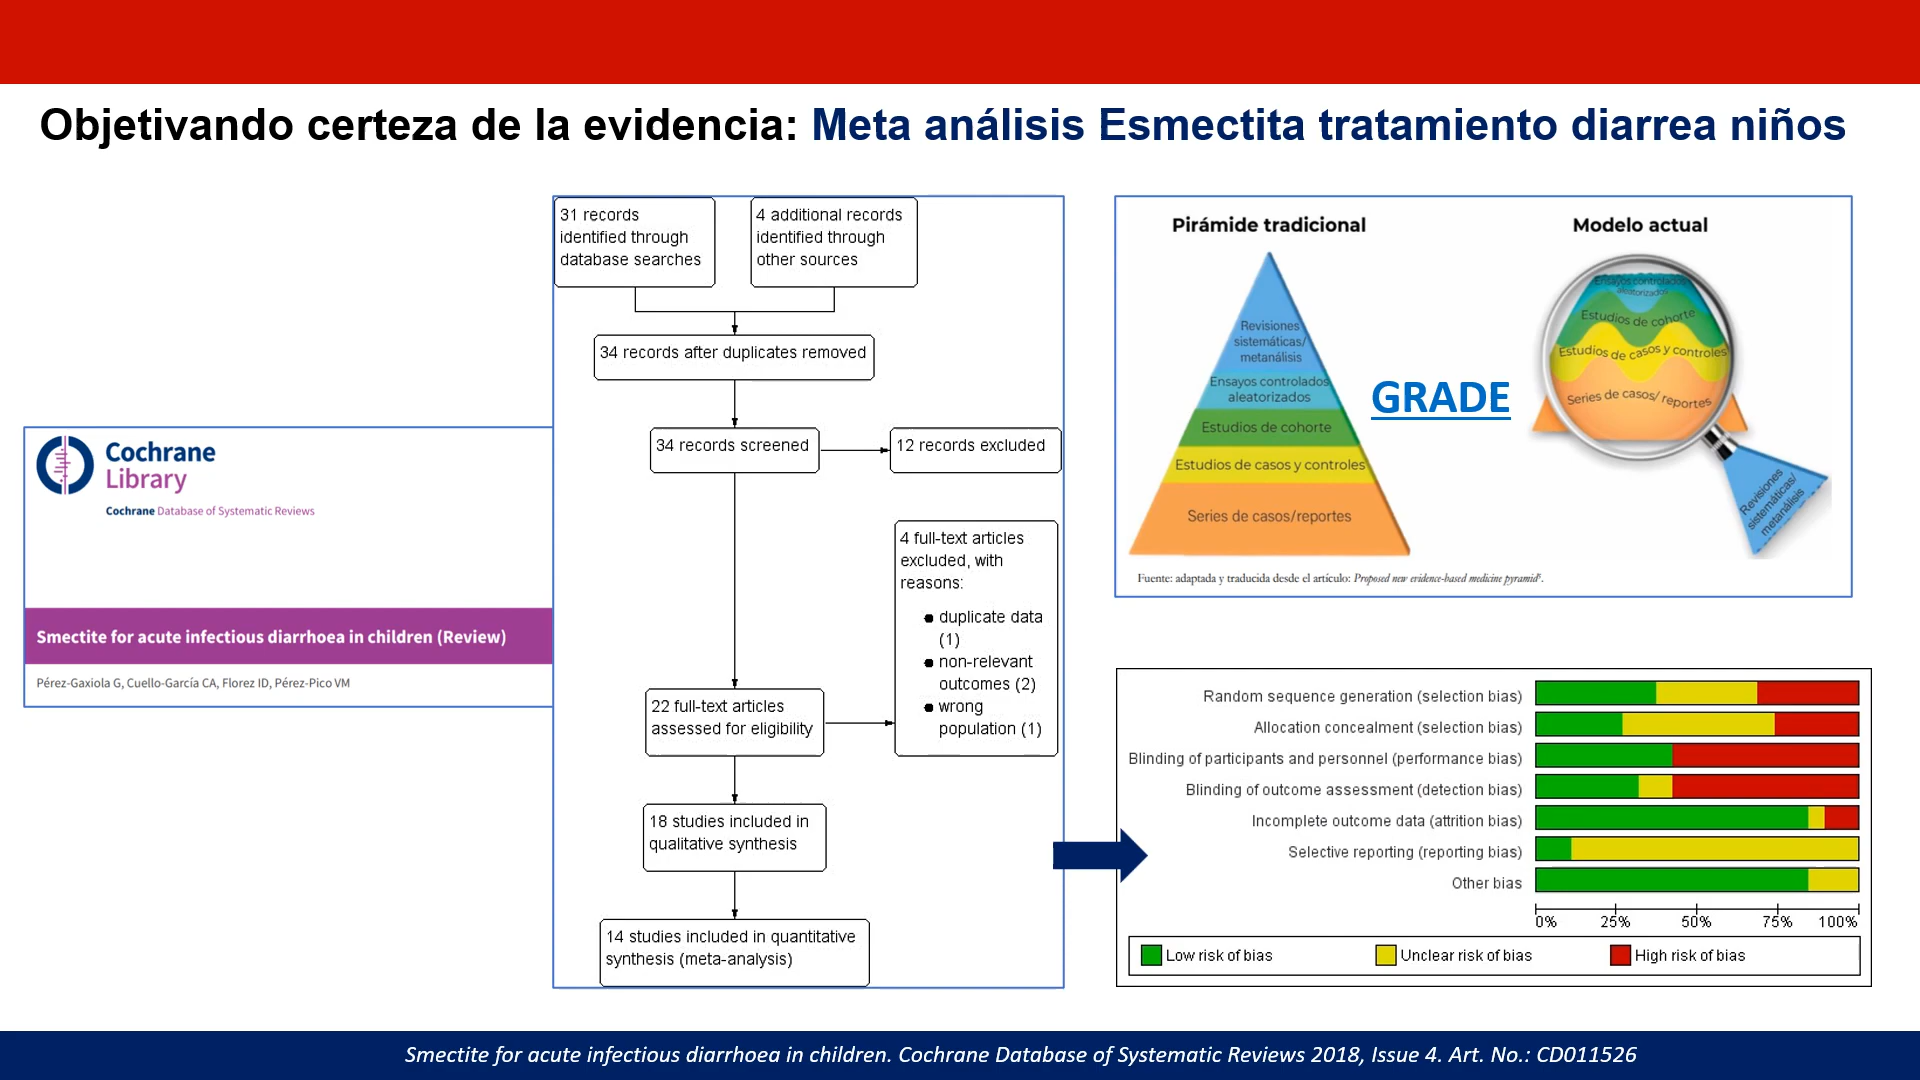 Objetivando certeza de la evidencia: Meta análisis Esmectita tratamiento diarrea niños
Cochrane
Library
Cochrane Database of Systematic Reviews
Smectite for acute infectious diarrhoea in children (Review)
Pérez-Gaxiola G, Cuello-García CA, Florez ID, Pérez-Pico VM
31 records
identified through
database searches
4 additional records
identified through
other sources
34 records after duplicates removed
34 records screened
12 records excluded
4 full-text articles
excluded, with
reasons:
● duplicate data
(1)
● non-relevant
outcomes (2)
● wrong
population (1)
22 full-text articles
assessed for eligibility
18 studies included in
qualitative synthesis
14 studies included in quantitative
synthesis (meta-analysis)
Pirámide tradicional
Revisiones
sistemáticas/
metanálisis
Ensayos controlados
aleatorizados
Estudios de cohorte
Estudios de casos y controles
Series de casos/reportes
GRADE
Modelo actual
Ensayos controlados
aleatorizados
Estudios de cohorte
Estudios de casos y controles
Series de casos/ reportes
Revisiones
sistemáticas/
metanálisis
Fuente: adaptada y traducida desde el artículo: Proposed new evidence-based medicine pyramid⁶.
Random sequence generation (selection bias)
Allocation concealment (selection bias)
Blinding of participants and personnel (performance bias)
Blinding of outcome assessment (detection bias)
Incomplete outcome data (attrition bias)
Selective reporting (reporting bias)
Other bias
0% 25% 50% 75% 100%
Low risk of bias Unclear risk of bias High risk of bias
Smectite for acute infectious diarrhoea in children. Cochrane Database of Systematic Reviews 2018, Issue 4. Art. No.: CD011526